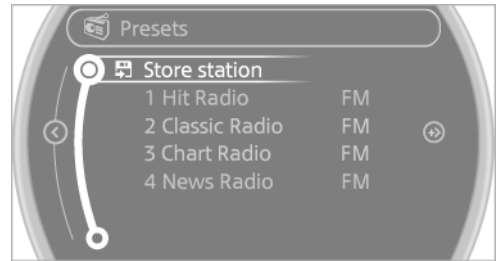 Presets
Store station
1 Hit Radio FM
2 Classic Radio FM
3 Chart Radio FM
4 News Radio FM